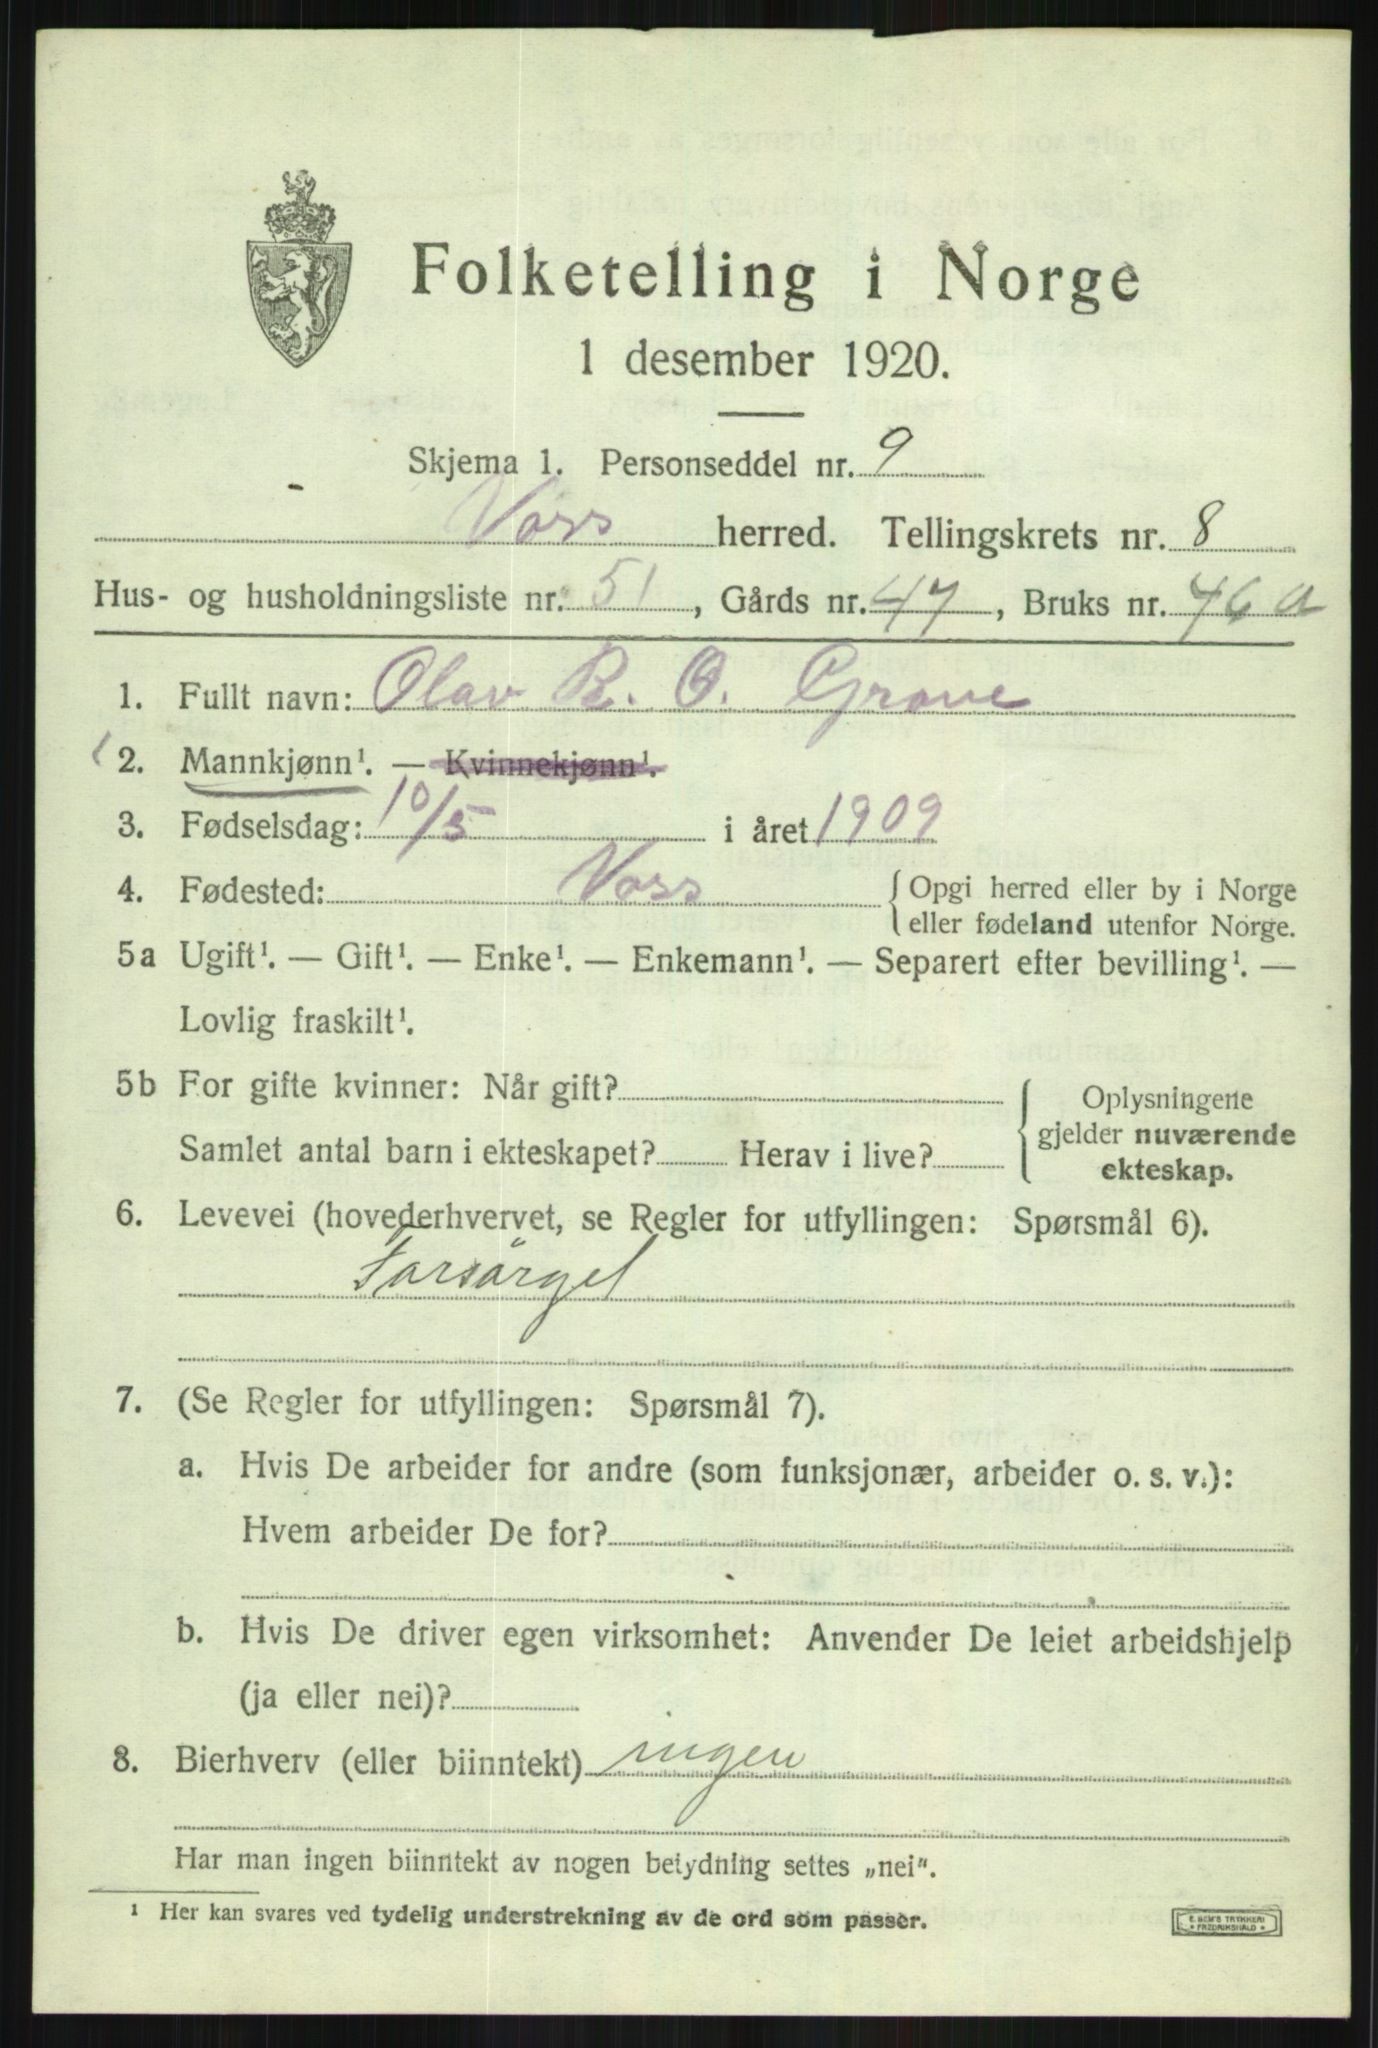 Folketelling i Norge
1 desember 1920.
Skjema 1. Personseddel nr. 9
Voss herred. Tellingskrets nr. 8
Hus- og husholdningsliste nr. 51, Gårds nr. 47, Bruks nr. 46 a
1. Fullt navn: Olav B. O. Grove
2. Mannkjønn¹. — Kvinnekjønn¹.
3. Fødselsdag: 10/5 i året 1909
4. Fødested: Voss Opgi herred eller by i Norge
eller fødeland utenfor Norge.
5a Ugift¹. — Gift¹. — Enke¹. — Enkemann¹. — Separert efter bevilling¹. —
Lovlig fraskilt¹.
5b For gifte kvinner: Når gift? Oplysningene
Samlet antal barn i ekteskapet? Herav i live? gjelder nuværende
ekteskap.
6. Levevei (hovederhvervet, se Regler for utfyllingen: Spørsmål 6).
Forsörget
7. (Se Regler for utfyllingen: Spørsmål 7).
a. Hvis De arbeider for andre (som funksjonær, arbeider o. s. v.):
Hvem arbeider De for?
b. Hvis De driver egen virksomhet: Anvender De leiet arbeidshjelp
(ja eller nei)?
8. Bierhverv (eller biinntekt) ingen
Har man ingen biinntekt av nogen betydning settes „nei".
¹ Her kan svares ved tydelig understrekning av de ord som passer.
E. SEM'S TRYKKERI
FREDRIKSHALD